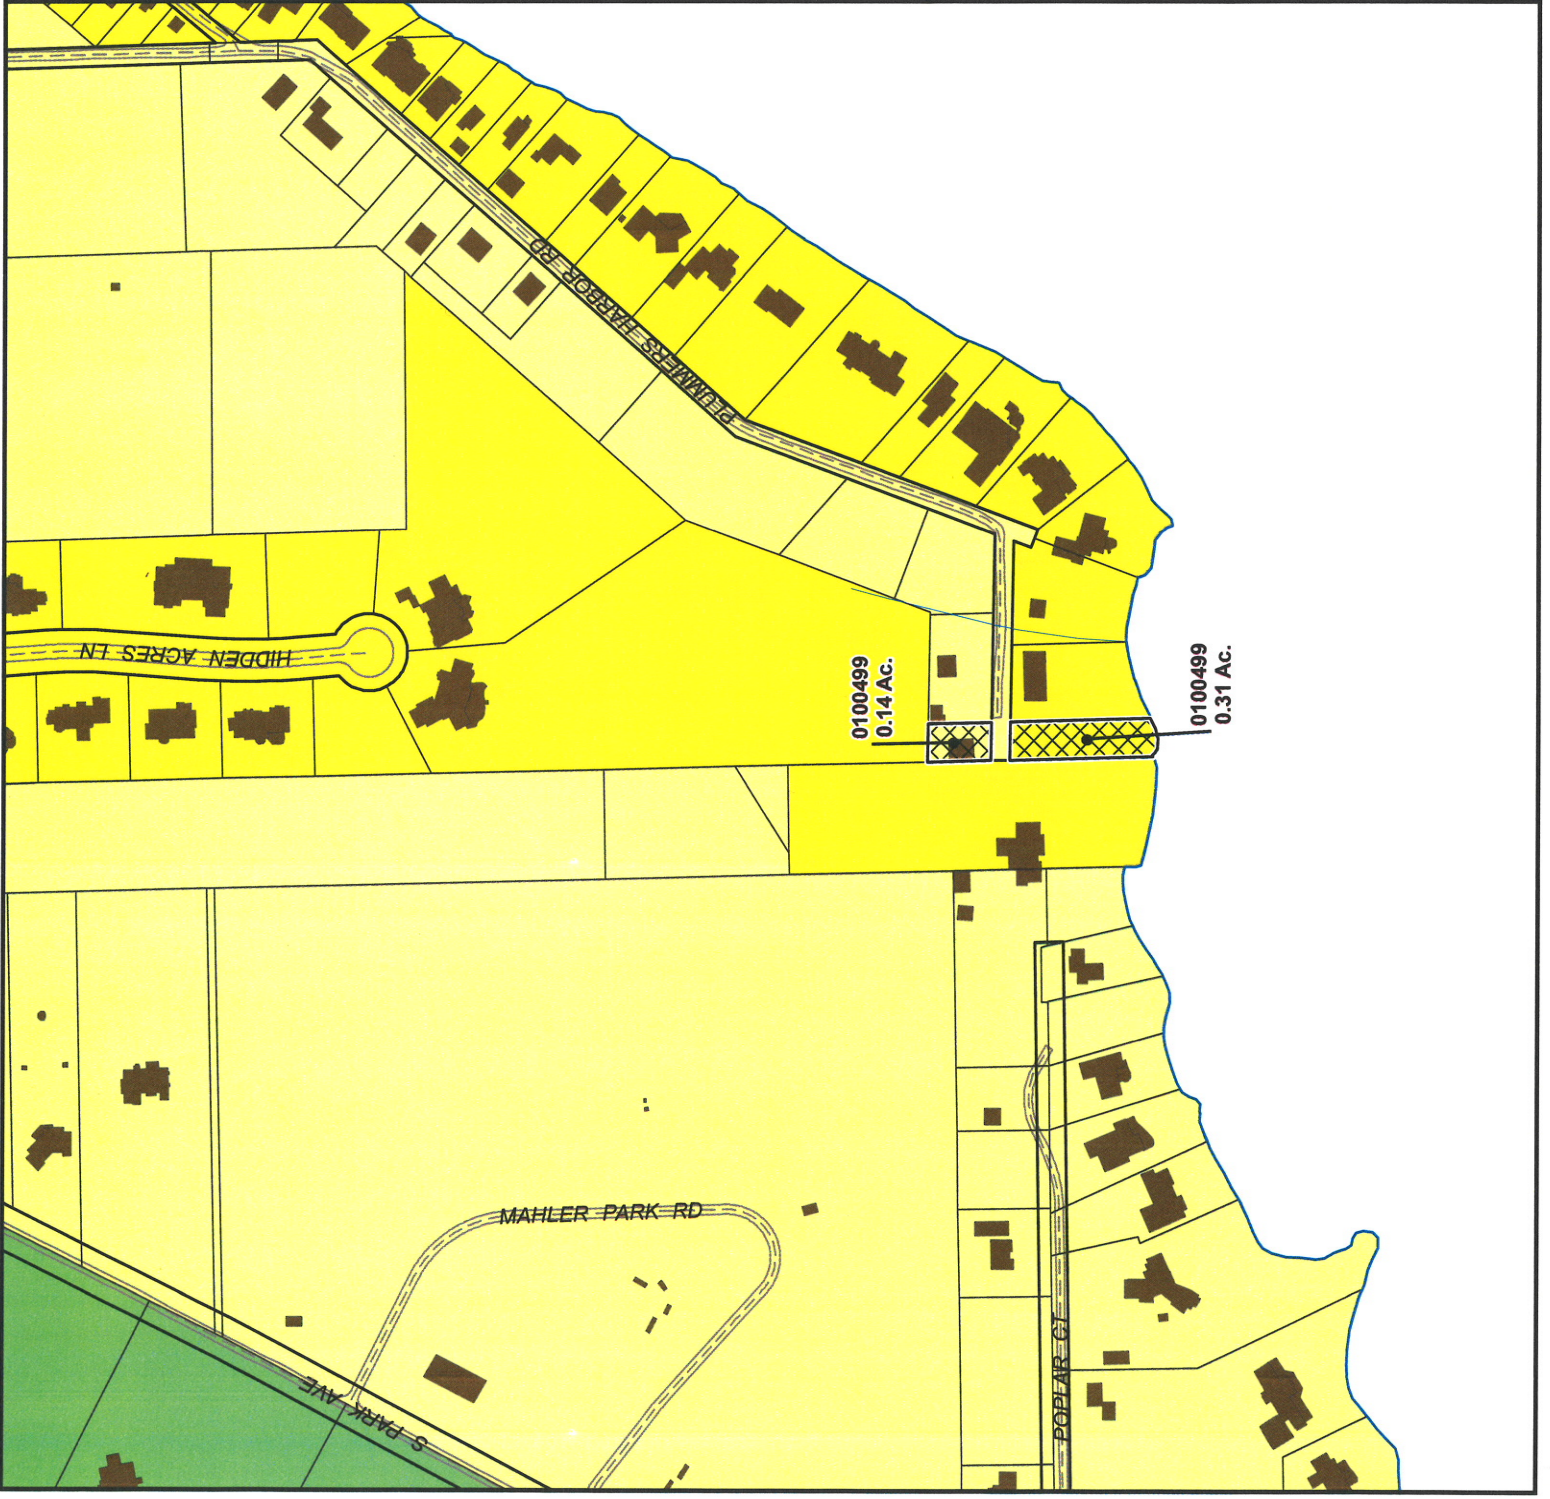 PLUMMERS HARBOR RD
HIDDEN ACRES LN
0100499
0.14 Ac.
0100499
0.31 Ac.
MAHLER PARK RD
S PARK AVE
POPLAR CT